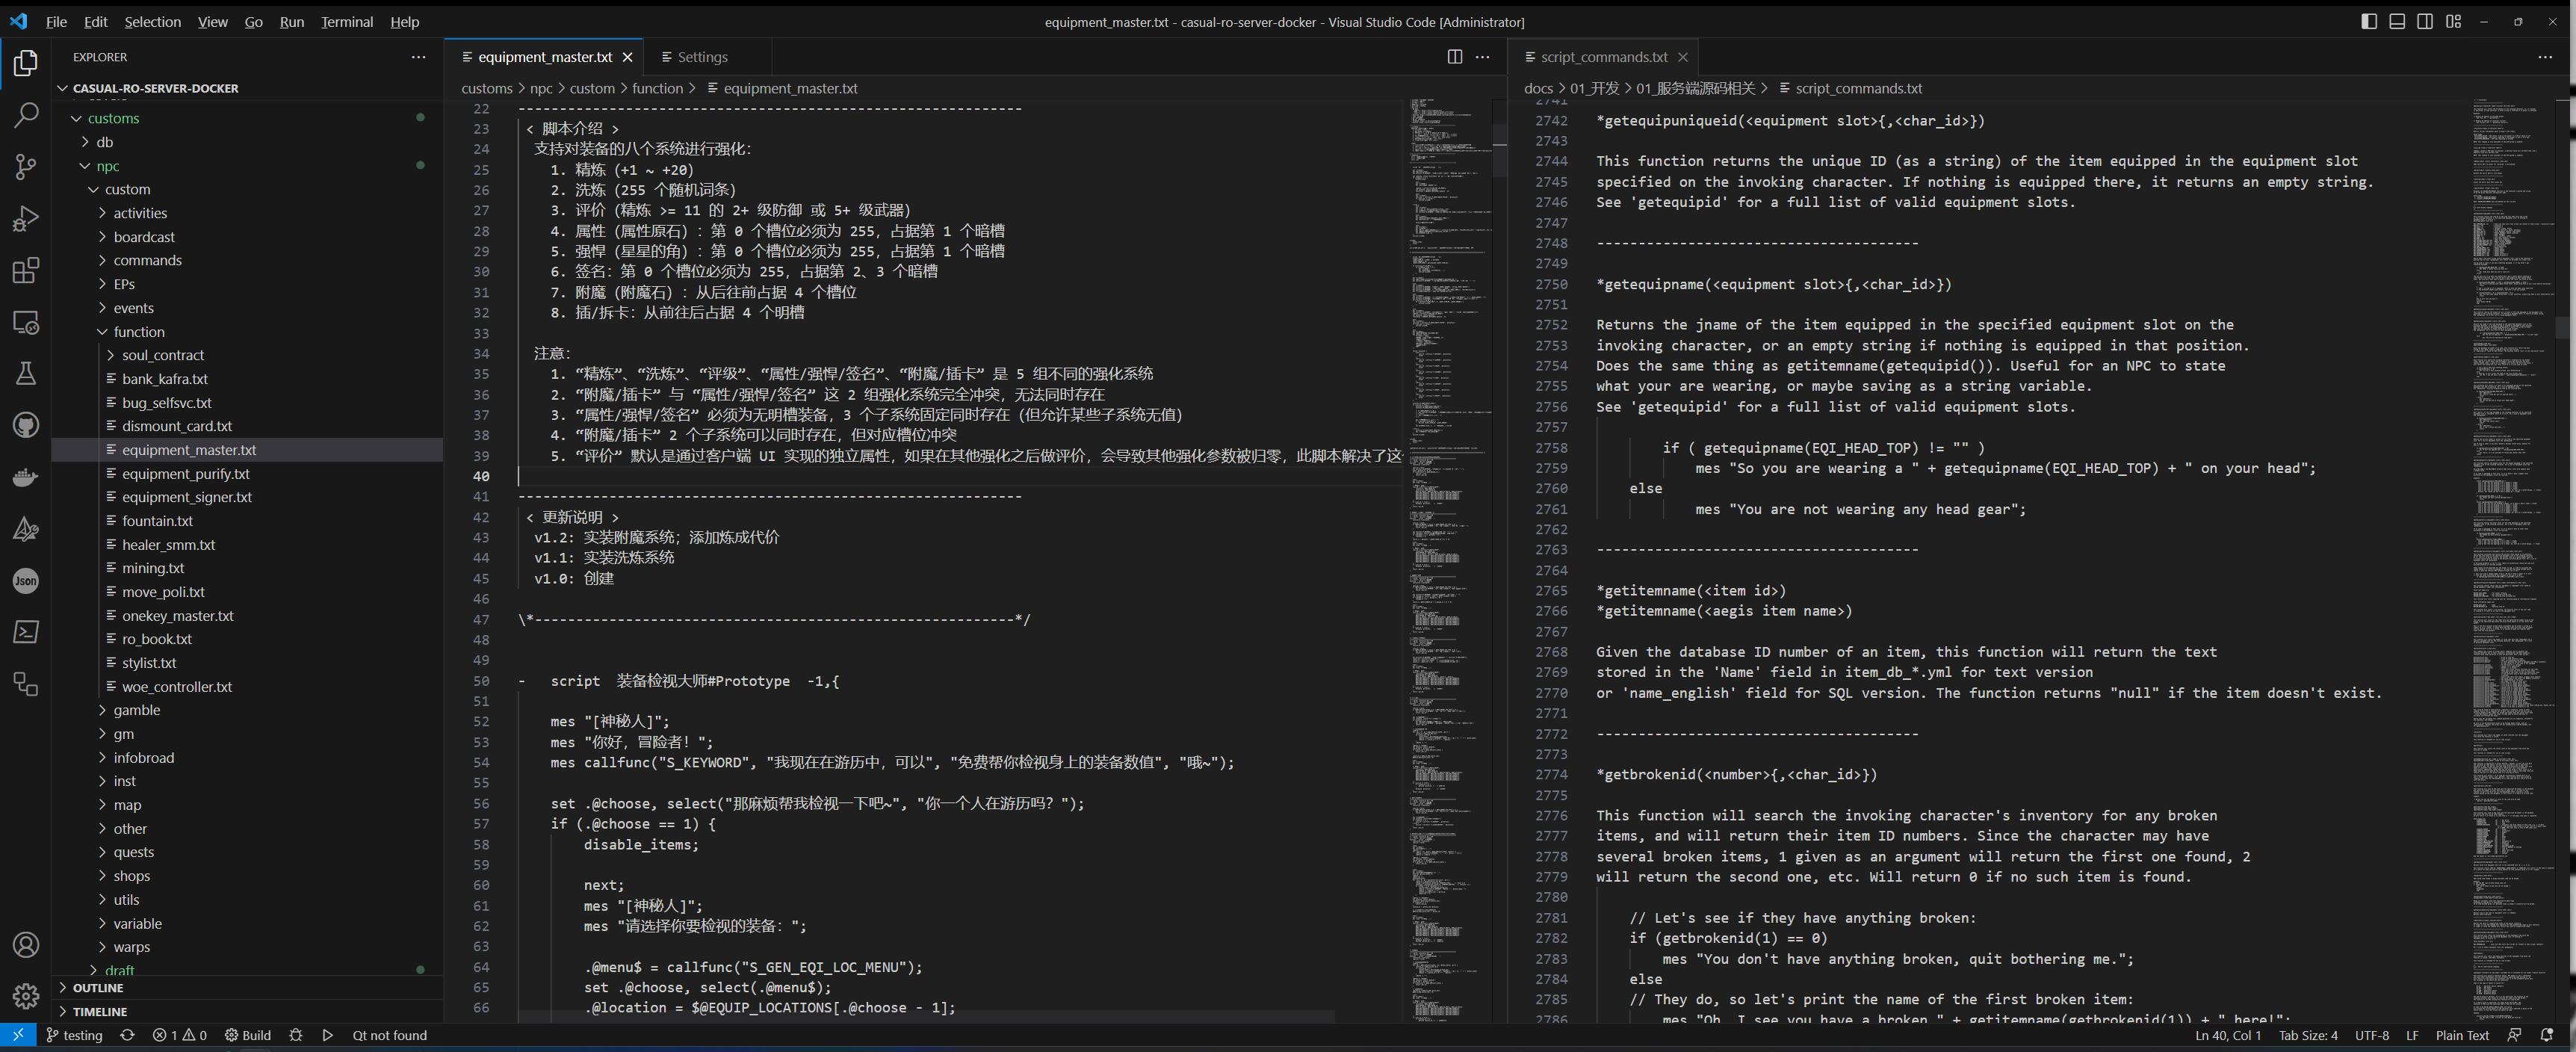 File Edit Selection View Go Run Terminal Help
equipment_master.txt - casual-ro-server-docker - Visual Studio Code [Administrator]
EXPLORER
CASUAL-RO-SERVER-DOCKER
customs
db
npc
custom
activities
boardcast
commands
EPs
events
function
soul_contract
bank_kafra.txt
bug_selfsvc.txt
dismount_card.txt
equipment_master.txt
equipment_purify.txt
equipment_signer.txt
fountain.txt
healer_smm.txt
mining.txt
move_poli.txt
onekey_master.txt
ro_book.txt
stylist.txt
woe_controller.txt
gamble
gm
infobroad
inst
map
other
quests
shops
utils
variable
warps
draft
OUTLINE
TIMELINE
equipment_master.txt Settings
customs > npc > custom > function > equipment_master.txt
22 -------------------------------------------------------------
23 < 脚本介绍 >
24 支持对装备的八个系统进行强化：
25 1. 精炼 (+1 ~ +20)
26 2. 洗炼 (255 个随机词条)
27 3. 评价 (精炼 >= 11 的 2+ 级防御 或 5+ 级武器)
28 4. 属性 (属性原石) : 第 0 个槽位必须为 255，占据第 1 个暗槽
29 5. 强悍 (星星的角) : 第 0 个槽位必须为 255，占据第 1 个暗槽
30 6. 签名: 第 0 个槽位必须为 255，占据第 2、3 个暗槽
31 7. 附魔 (附魔石) : 从后往前占据 4 个槽位
32 8. 插/拆卡: 从前往后占据 4 个明槽
33
34 注意:
35 1. “精炼”、“洗炼”、“评级”、“属性/强悍/签名”、“附魔/插卡” 是 5 组不同的强化系统
36 2. “附魔/插卡” 与 “属性/强悍/签名” 这 2 组强化系统完全冲突，无法同时存在
37 3. “属性/强悍/签名” 必须为无明槽装备，3 个子系统固定同时存在 (但允许某些子系统无值)
38 4. “附魔/插卡” 2 个子系统可以同时存在，但对应槽位冲突
39 5. “评价” 默认是通过客户端 UI 实现的独立属性，如果在其他强化之后做评价，会导致其他强化参数被归零，此脚本解决了这
40
41 -------------------------------------------------------------
42 < 更新说明 >
43 v1.2: 实装附魔系统; 添加炼成代价
44 v1.1: 实装洗炼系统
45 v1.0: 创建
46
47 \*----------------------------------------------------------*/
48
49
50 - script 装备检视大师#Prototype -1,{
51
52 mes "[神秘人]";
53 mes "你好，冒险者！";
54 mes callfunc("S_KEYWORD", "我现在在游历中，可以", "免费帮你检视身上的装备数值", "哦~");
55
56 set .@choose, select("那麻烦帮我检视一下吧~", "你一个人在游历吗？");
57 if (.@choose == 1) {
58 disable_items;
59
60 next;
61 mes "[神秘人]";
62 mes "请选择你要检视的装备：";
63
64 .@menu$ = callfunc("S_GEN_EQI_LOC_MENU");
65 set .@choose, select(.@menu$);
66 .@location = $@EQUIP_LOCATIONS[.@choose - 1];
script_commands.txt
docs > 01_开发 > 01_服务端源码相关 > script_commands.txt
2741
2742 *getequipuniqueid(<equipment slot>{,<char_id>})
2743
2744 This function returns the unique ID (as a string) of the item equipped in the equipment slot
2745 specified on the invoking character. If nothing is equipped there, it returns an empty string.
2746 See 'getequipid' for a full list of valid equipment slots.
2747
2748 ---------------------------------------
2749
2750 *getequipname(<equipment slot>{,<char_id>})
2751
2752 Returns the jname of the item equipped in the specified equipment slot on the
2753 invoking character, or an empty string if nothing is equipped in that position.
2754 Does the same thing as getitemname(getequipid()). Useful for an NPC to state
2755 what your are wearing, or maybe saving as a string variable.
2756 See 'getequipid' for a full list of valid equipment slots.
2757
2758 if ( getequipname(EQI_HEAD_TOP) != "" )
2759 mes "So you are wearing a " + getequipname(EQI_HEAD_TOP) + " on your head";
2760 else
2761 mes "You are not wearing any head gear";
2762
2763 ---------------------------------------
2764
2765 *getitemname(<item id>)
2766 *getitemname(<aegis item name>)
2767
2768 Given the database ID number of an item, this function will return the text
2769 stored in the 'Name' field in item_db_*.yml for text version
2770 or 'name_english' field for SQL version. The function returns "null" if the item doesn't exist.
2771
2772 ---------------------------------------
2773
2774 *getbrokenid(<number>{,<char_id>})
2775
2776 This function will search the invoking character's inventory for any broken
2777 items, and will return their item ID numbers. Since the character may have
2778 several broken items, 1 given as an argument will return the first one found, 2
2779 will return the second one, etc. Will return 0 if no such item is found.
2780
2781 // Let's see if they have anything broken:
2782 if (getbrokenid(1) == 0)
2783 mes "You don't have anything broken, quit bothering me.";
2784 else
2785 // They do, so let's print the name of the first broken item:
2786 mes "Oh, I see you have a broken " + getitemname(getbrokenid(1)) + " here!";
testing 1 0 Build Qt not found
Ln 40, Col 1 Tab Size: 4 UTF-8 LF Plain Text